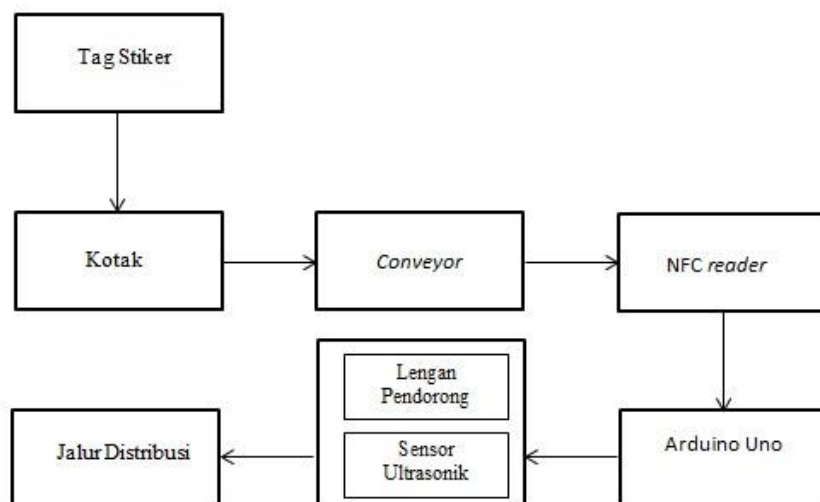 Tag Stiker
Kotak
Conveyor
NFC reader
Lengan
Pendorong
Sensor
Ultrasonik
Jalur Distribusi
Arduino Uno